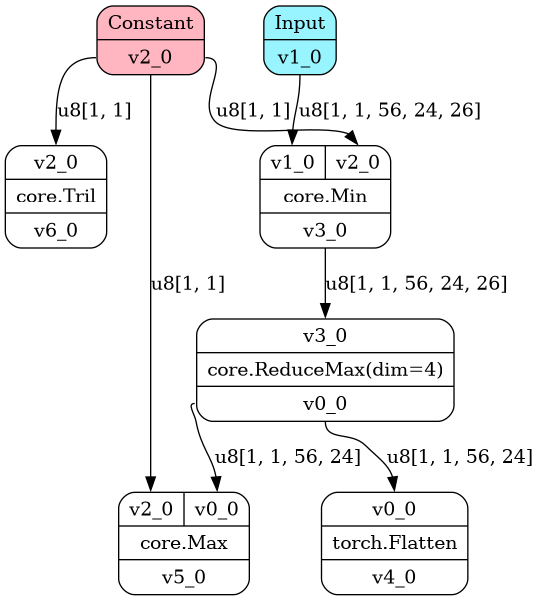 Constant
v2_0
Input
v1_0
u8[1, 1]
u8[1, 1]
u8[1, 1, 56, 24, 26]
v2_0
core.Tril
v6_0
v1_0 v2_0
core.Min
v3_0
u8[1, 1]
u8[1, 1, 56, 24, 26]
v3_0
core.ReduceMax(dim=4)
v0_0
u8[1, 1, 56, 24]
u8[1, 1, 56, 24]
v2_0 v0_0
core.Max
v5_0
v0_0
torch.Flatten
v4_0